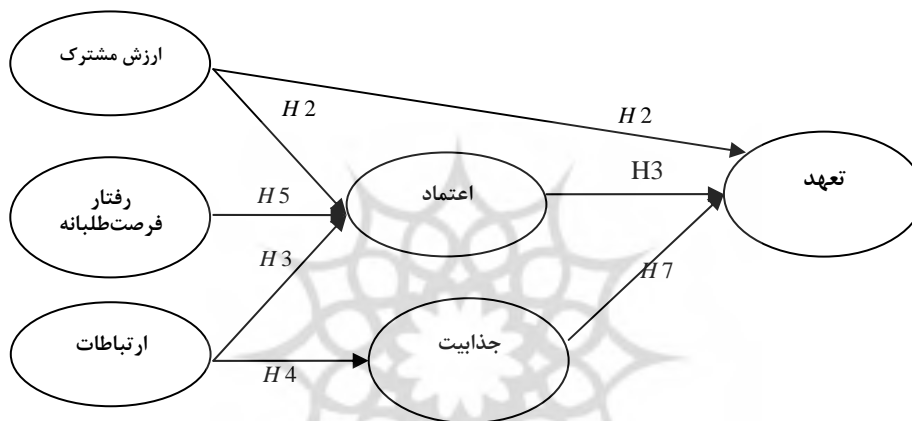 ارزش مشترک
H2
H2
تعهد
رفتار
فرصت‌طلبانه
H5
اعتماد
H3
H3
H7
ارتباطات
H4
جذابیت